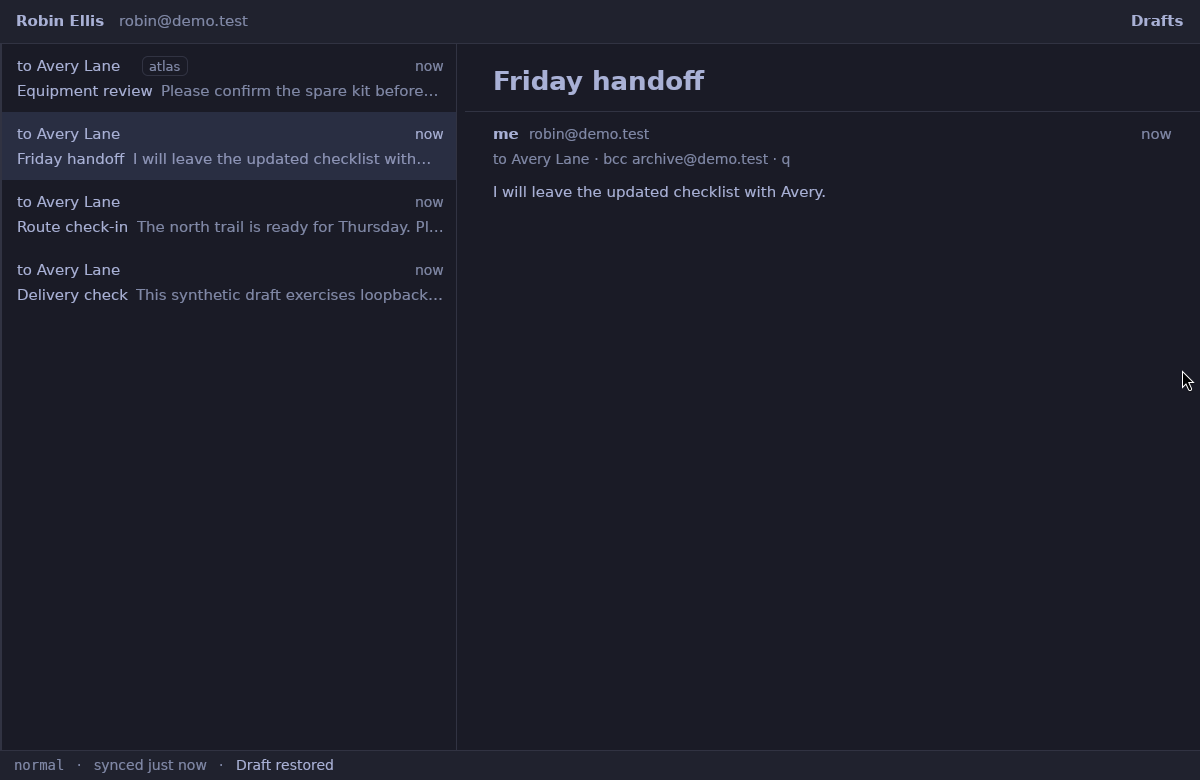 Robin Ellis robin@demo.test Drafts
to Avery Lane atlas now
Equipment review Please confirm the spare kit before…
to Avery Lane now
Friday handoff I will leave the updated checklist with…
to Avery Lane now
Route check-in The north trail is ready for Thursday. Pl…
to Avery Lane now
Delivery check This synthetic draft exercises loopback…
Friday handoff
me robin@demo.test now
to Avery Lane · bcc archive@demo.test · q
I will leave the updated checklist with Avery.
normal · synced just now · Draft restored